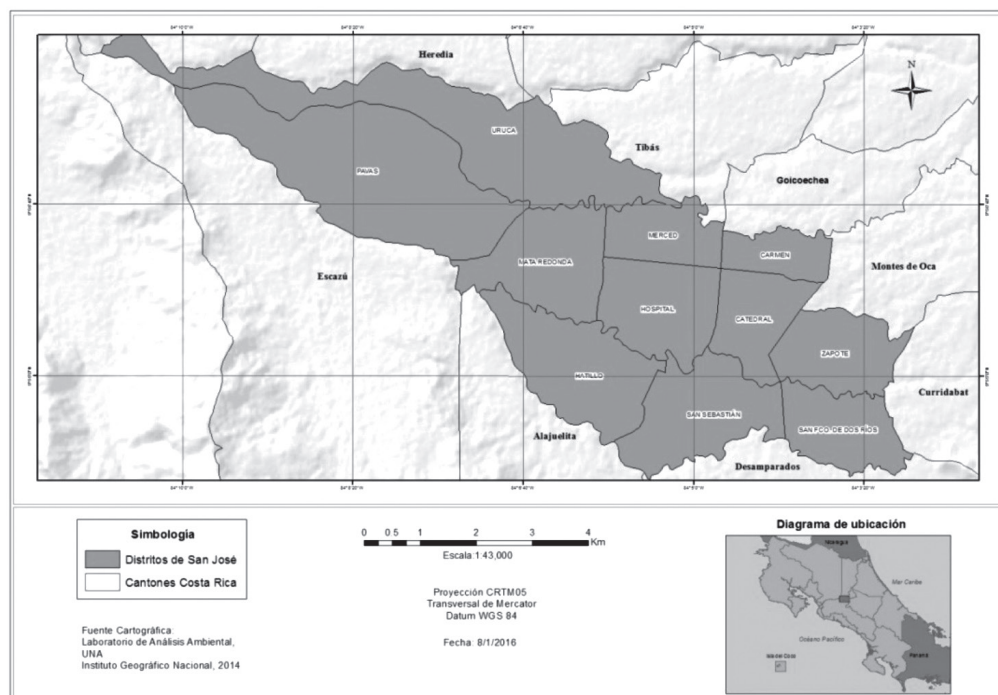 Heredia
N
URUCA
Tibás
PAVAS
Goicoechea
MERCED
CARMEN
MATA REDONDA
Montes de Oca
Escazú
HOSPITAL
CATEDRAL
ZAPOTE
HATILLO
Curridabat
SAN SEBASTIÁN
SAN FCO. DE DOS RÍOS
Alajuelita
Desamparados
Simbología
Distritos de San José
Cantones Costa Rica
Fuente Cartográfica:
Laboratorio de Análisis Ambiental,
UNA
Instituto Geográfico Nacional, 2014
0 0.5 1 2 3 4
Km
Escala:1:43,000
Proyección CRTM05
Transversal de Mercator
Datum WGS 84
Fecha: 8/1/2016
Diagrama de ubicación
Nicaragua
Mar Caribe
Océano Pacífico
Panamá